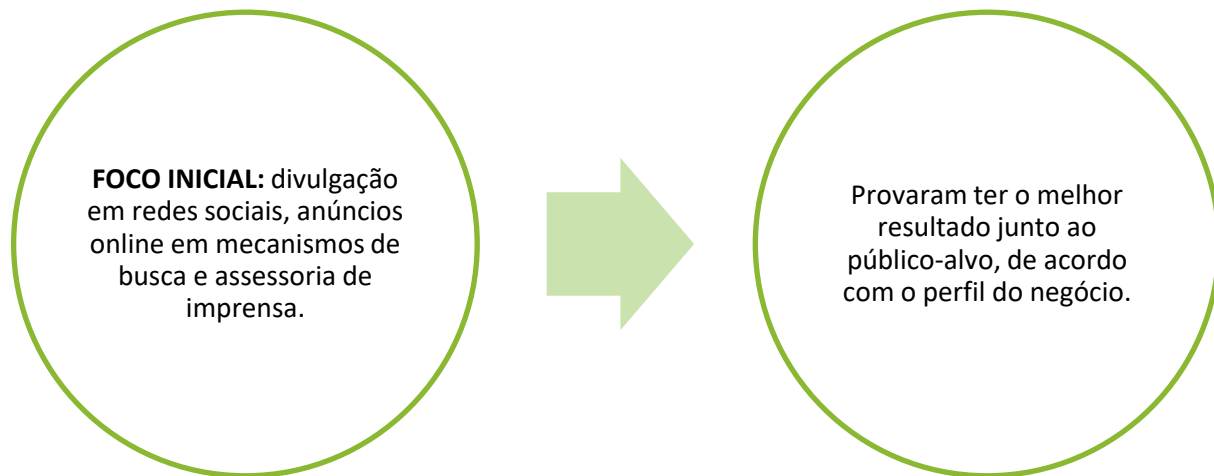 FOCO INICIAL: divulgação
em redes sociais, anúncios
online em mecanismos de
busca e assessoria de
imprensa.
Provaram ter o melhor
resultado junto ao
público-alvo, de acordo
com o perfil do negócio.